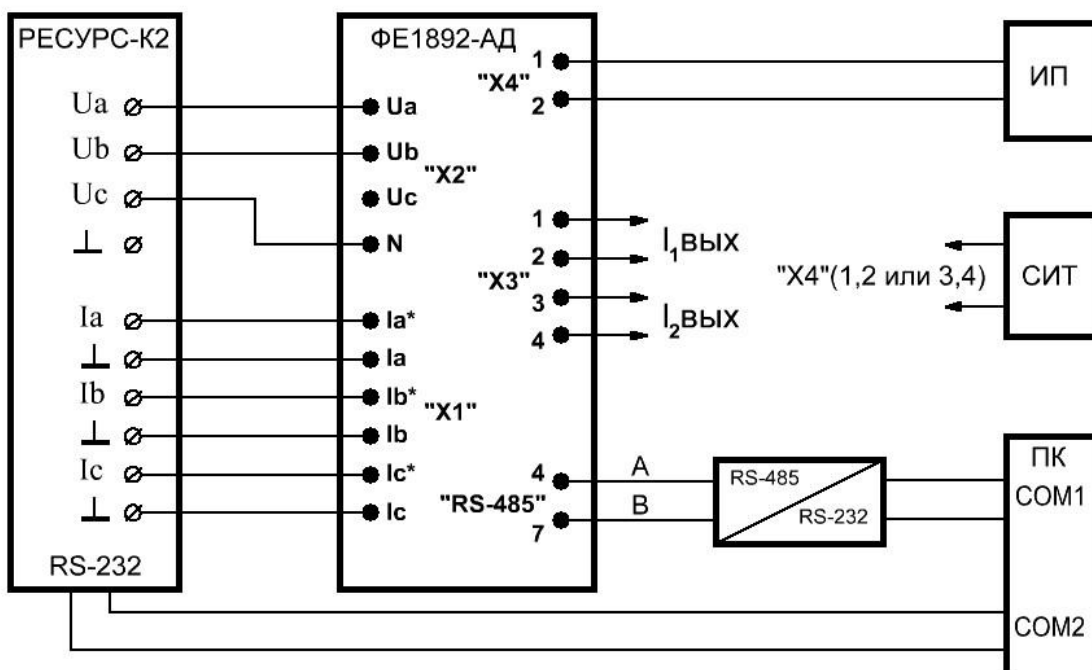 РЕСУРС-К2
Ua
Ub
Uc
Ia
Ib
Ic
RS-232
ФЕ1892-АД
Ua
Ub
"X2"
Uc
N
Ia*
Ia
Ib*
"X1"
Ib
Ic*
Ic
1
"X4"
2
1
I1вых
2
"X3"
3
I2вых
4
4
"RS-485"
7
A
B
RS-485
RS-232
ИП
"X4"(1,2 или 3,4)
СИТ
ПК
COM1
COM2